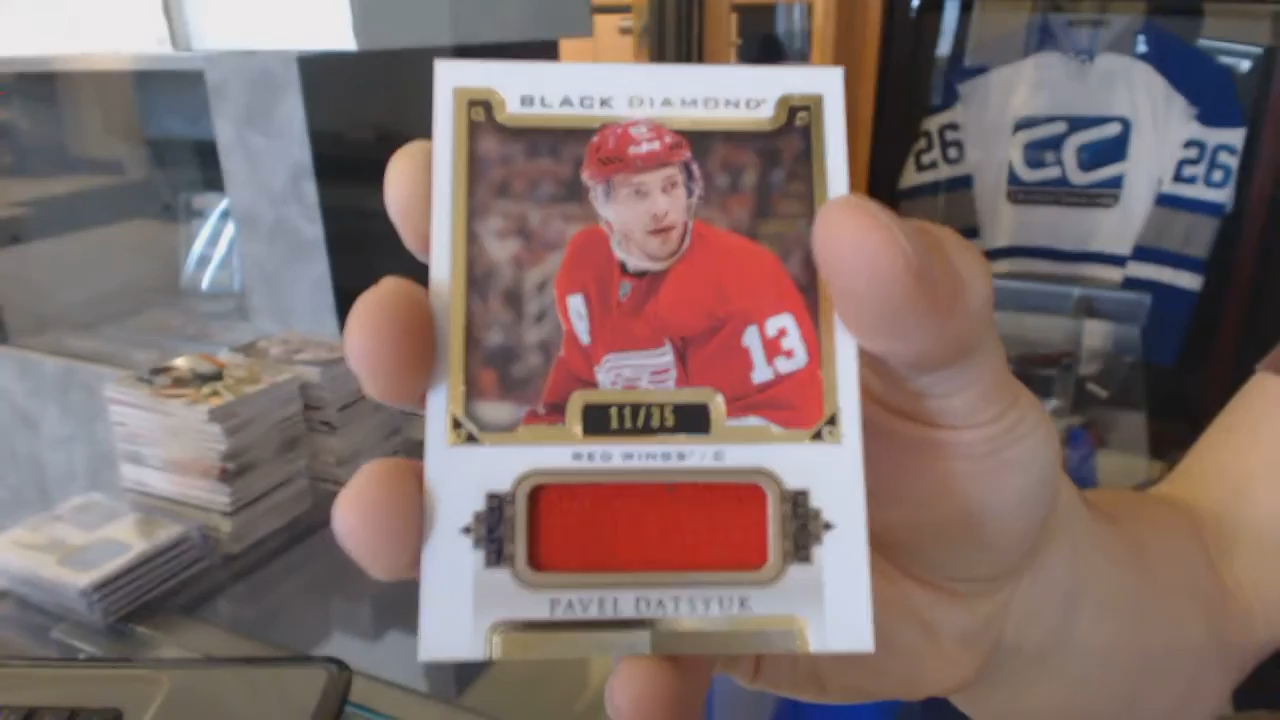 BLACK DIAMOND
13
11/35
RED WINGS / C
PAVEL DATSYUK
26
CC
26